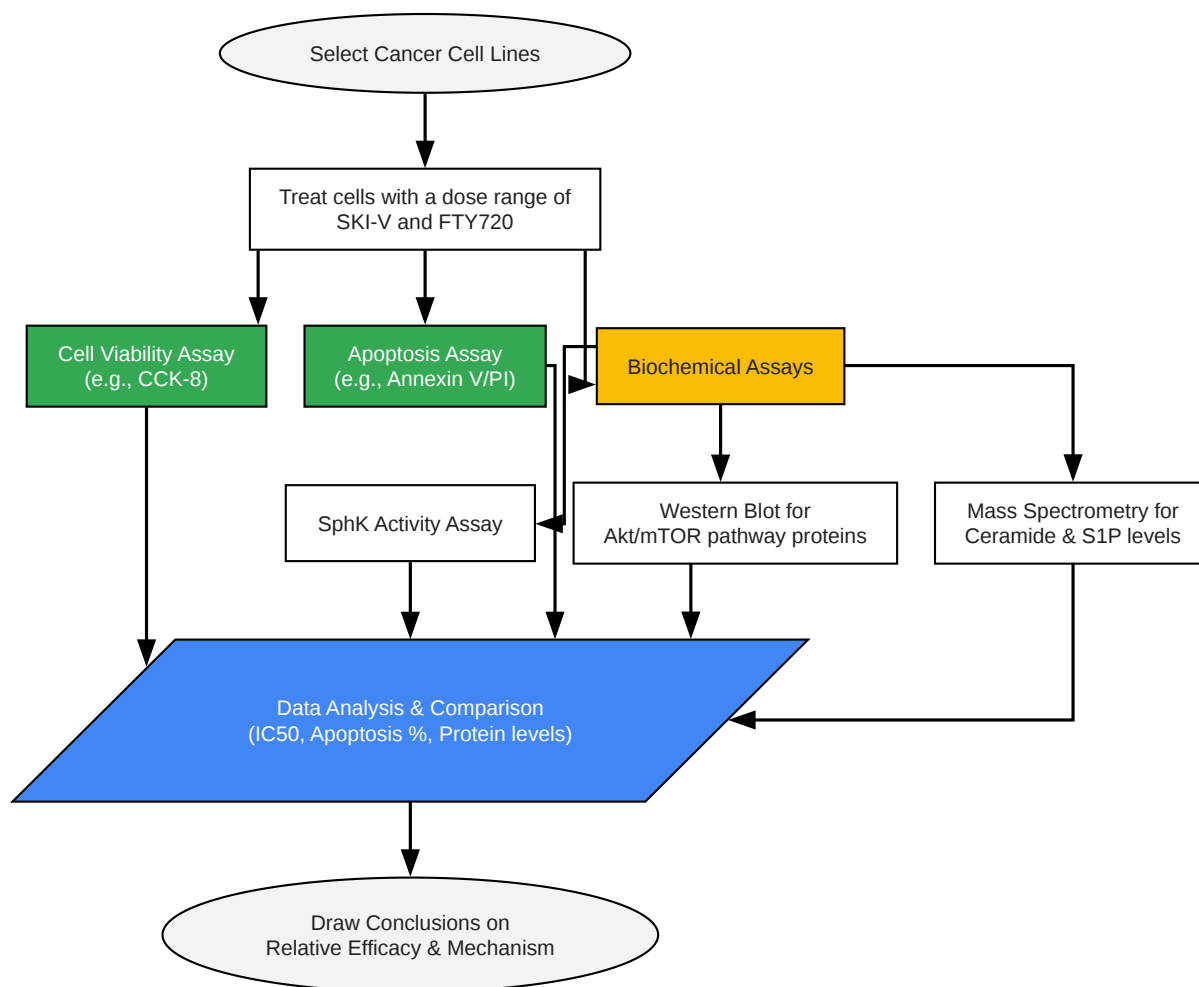 Select Cancer Cell Lines
Treat cells with a dose range of
SKI-V and FTY720
Cell Viability Assay
(e.g., CCK-8)
Apoptosis Assay
(e.g., Annexin V/PI)
Biochemical Assays
SphK Activity Assay
Western Blot for
Akt/mTOR pathway proteins
Mass Spectrometry for
Ceramide & S1P levels
Data Analysis & Comparison
(IC50, Apoptosis %, Protein levels)
Draw Conclusions on
Relative Efficacy & Mechanism